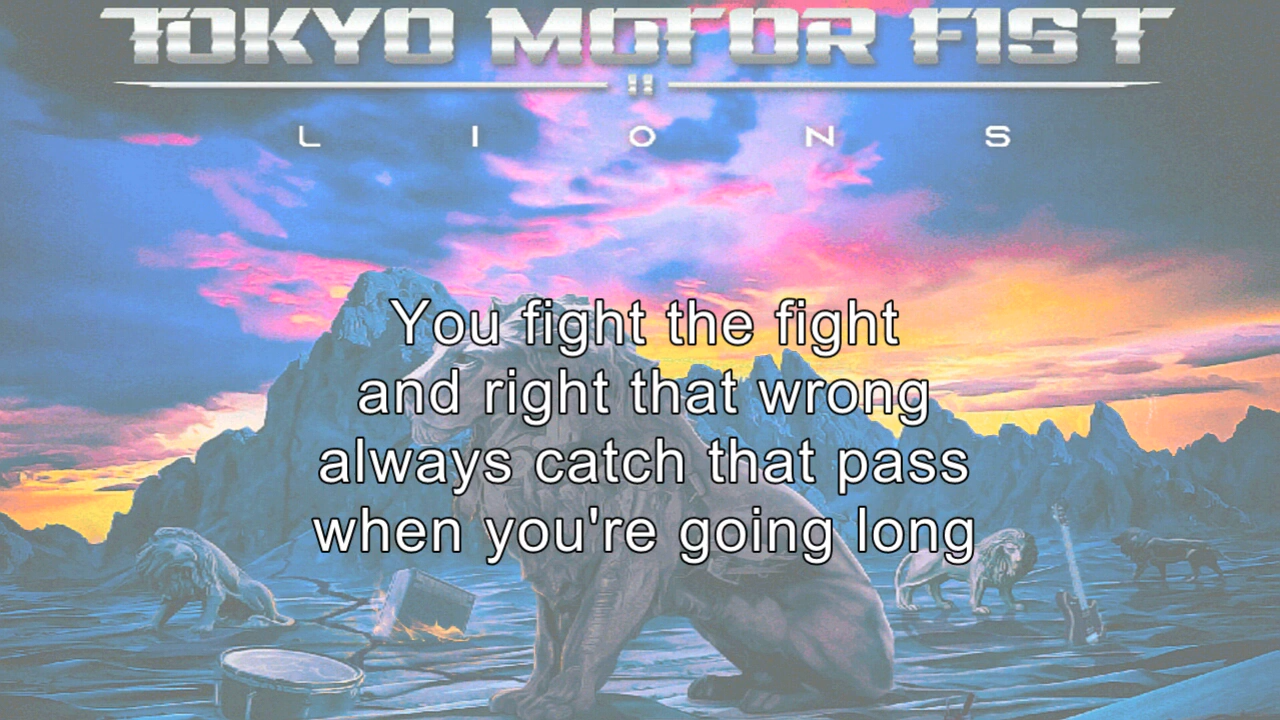 TOKYO MOTOR FIST
L I O N S
You fight the fight
and right that wrong
always catch that pass
when you're going long